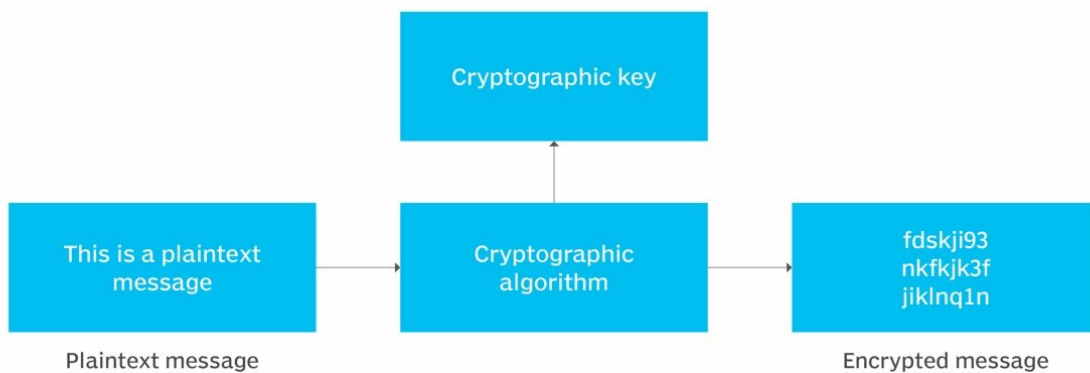 Cryptographic key
This is a plaintext
message
Cryptographic
algorithm
fdskji93
nkfkjk3f
jiklnq1n
Plaintext message
Encrypted message